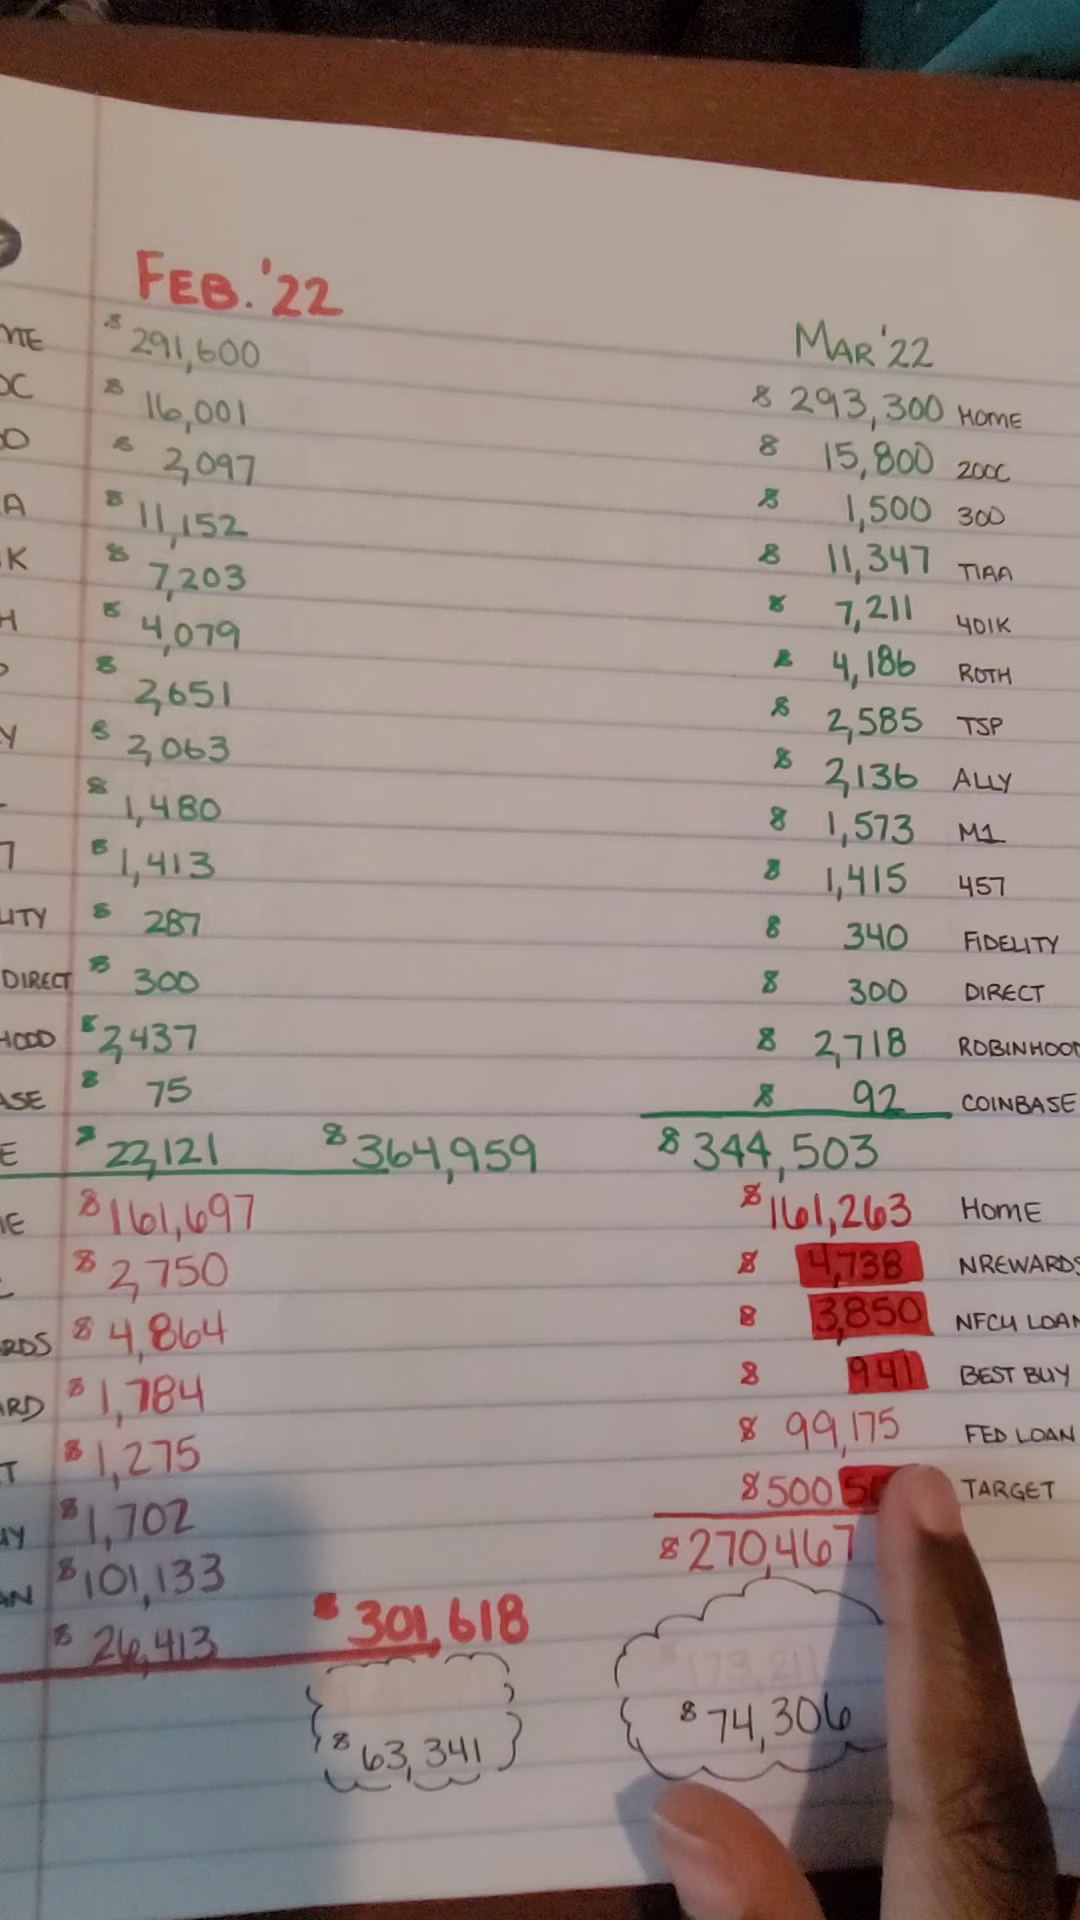 FEB. '22
$ 291,600
$ 16,001
$ 2,097
$ 11,152
$ 7,203
$ 4,079
$ 2,651
$ 2,063
$ 1,480
$ 1,413
$ 287
DIRECT $ 300
HOOD $ 2,437
ASE $ 75
E $ 22,121 $ 364,959
$ 161,697
$ 2,750
$ 4,864
$ 1,784
$ 1,275
$ 1,702
$ 101,133
$ 26,413
$ 301,618
$ 63,341
MAR '22
$ 293,300 HOME
$ 15,800 200C
$ 1,500 300
$ 11,347 TIAA
$ 7,211 401K
$ 4,186 ROTH
$ 2,585 TSP
$ 2,136 ALLY
$ 1,573 M1
$ 1,415 457
$ 340 FIDELITY
$ 300 DIRECT
$ 2,718 ROBINHOOD
$ 92 COINBASE
$ 344,503
$ 161,263 HOME
$ 4,738 NREWARDS
$ 3,850 NFCU LOAN
$ 941 BEST BUY
$ 99,175 FED LOAN
$ 500 TARGET
$ 270,467
$ 74,306